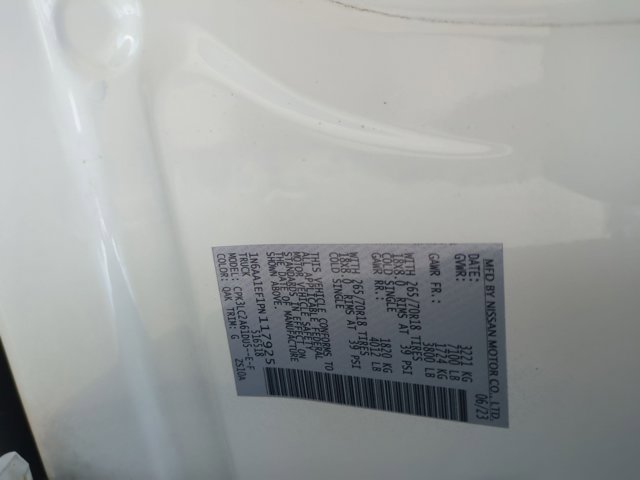 MFD BY NISSAN MOTOR CO., LTD.
DATE: 06/23
GVWR: LB
3221 KG
GAWR FR: 3800 LB
1724 KG
WITH 265/70R18 TIRES
18x8.0 RIMS AT 39 PSI
COLD SINGLE
GAWR RR: 4012 LB
1820 KG
WITH 265/70R18 TIRES
18x8.0 RIMS AT 39 PSI
COLD SINGLE
THIS VEHICLE CONFORMS TO
ALL APPLICABLE FEDERAL
MOTOR VEHICLE SAFETY
STANDARDS IN EFFECT ON
THE DATE OF MANUFACTURE
SHOWN ABOVE.
1N6AA1EF1PN117925
TRUCK 516518
MODEL: CPK3LC2A61DU5--E-F
COLOR: QAK TRIM: G 2510A